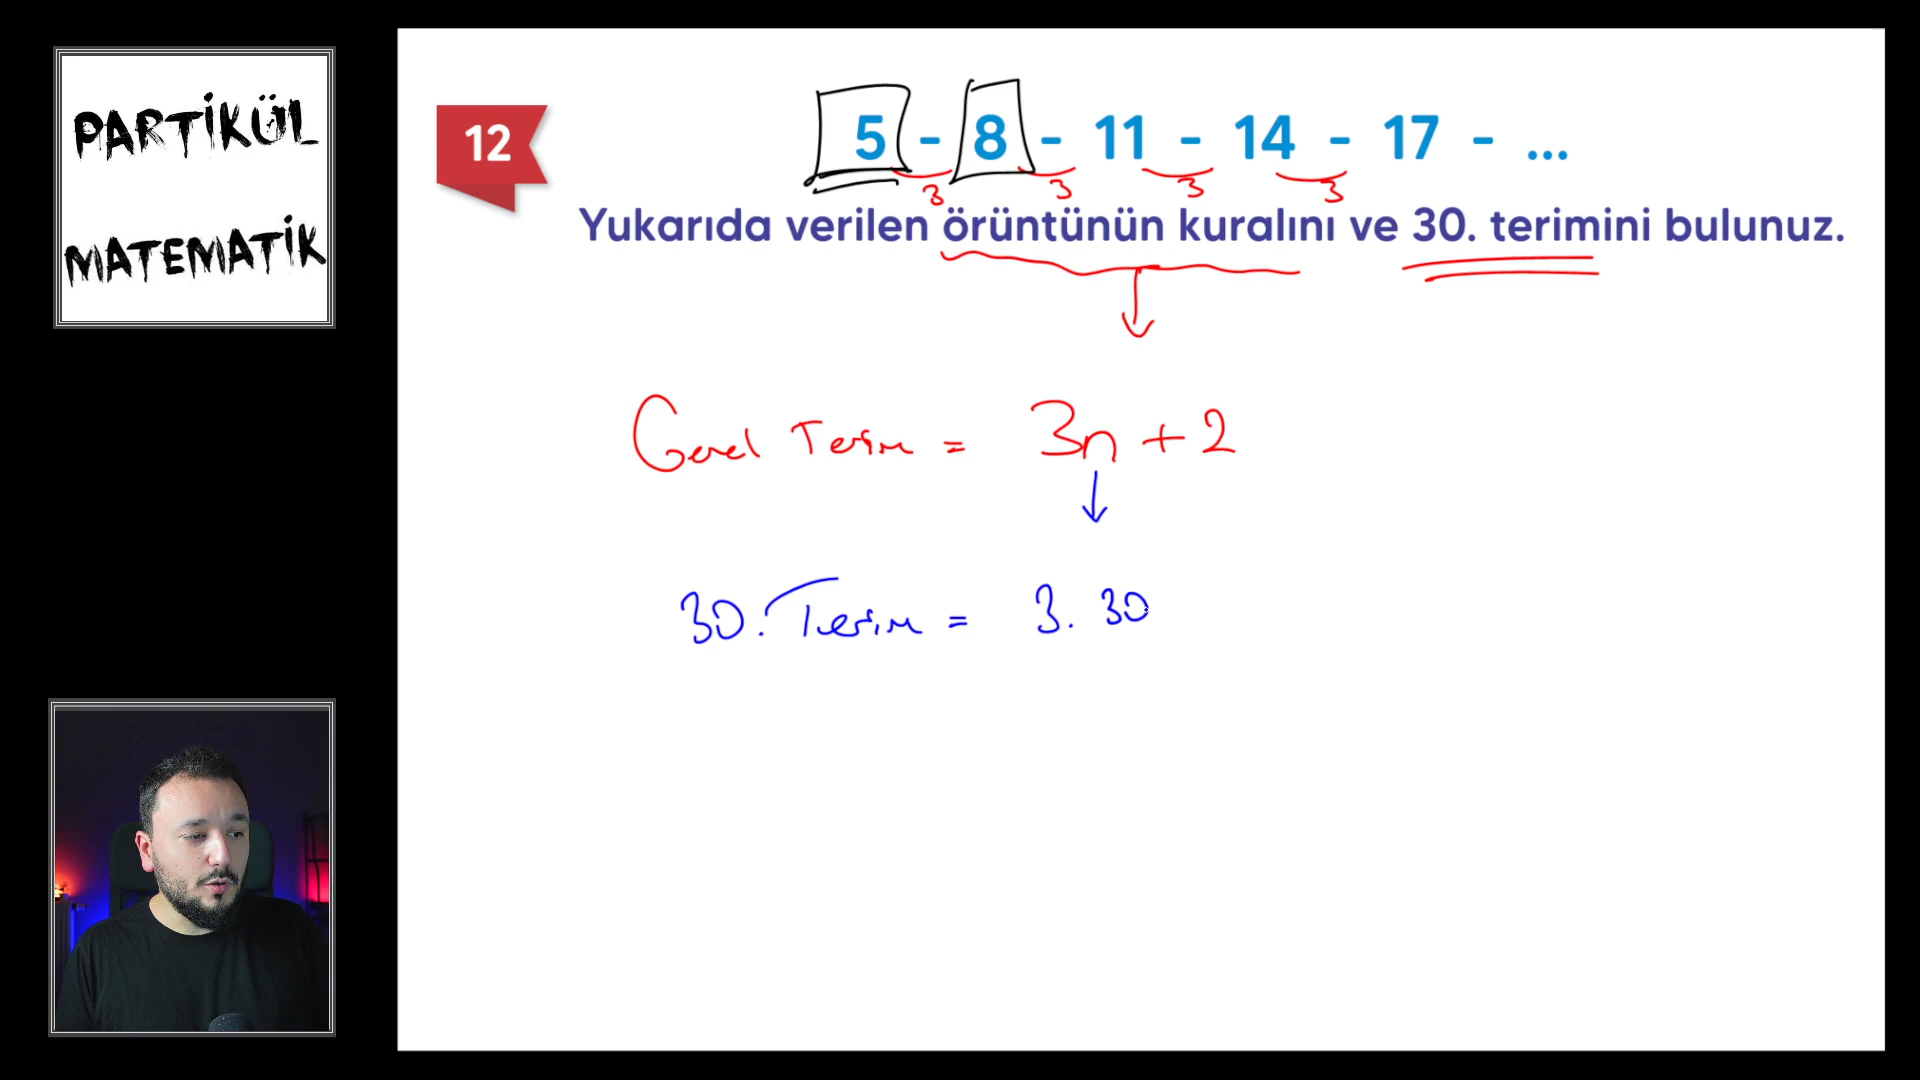 PARTİKÜL
MATEMATİK
12
5 - 8 - 11 - 14 - 17 - ...
3 3 3 3
Yukarıda verilen örüntünün kuralını ve 30. terimini bulunuz.
Genel Terim = 3n + 2
30. Terim = 3. 30